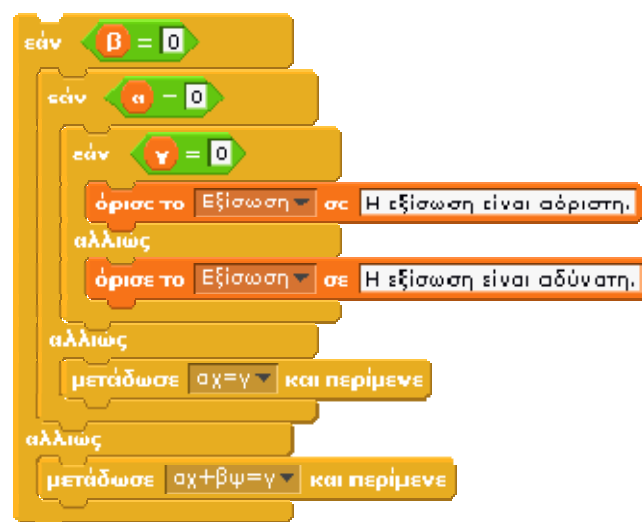 εάν β = 0
εάν α = 0
εάν γ = 0
όρισε το Εξίσωση σε Η εξίσωση είναι αόριστη.
αλλιώς
όρισε το Εξίσωση σε Η εξίσωση είναι αδύνατη.
αλλιώς
μετάδωσε αχ=γ και περίμενε
αλλιώς
μετάδωσε αχ+βψ=γ και περίμενε